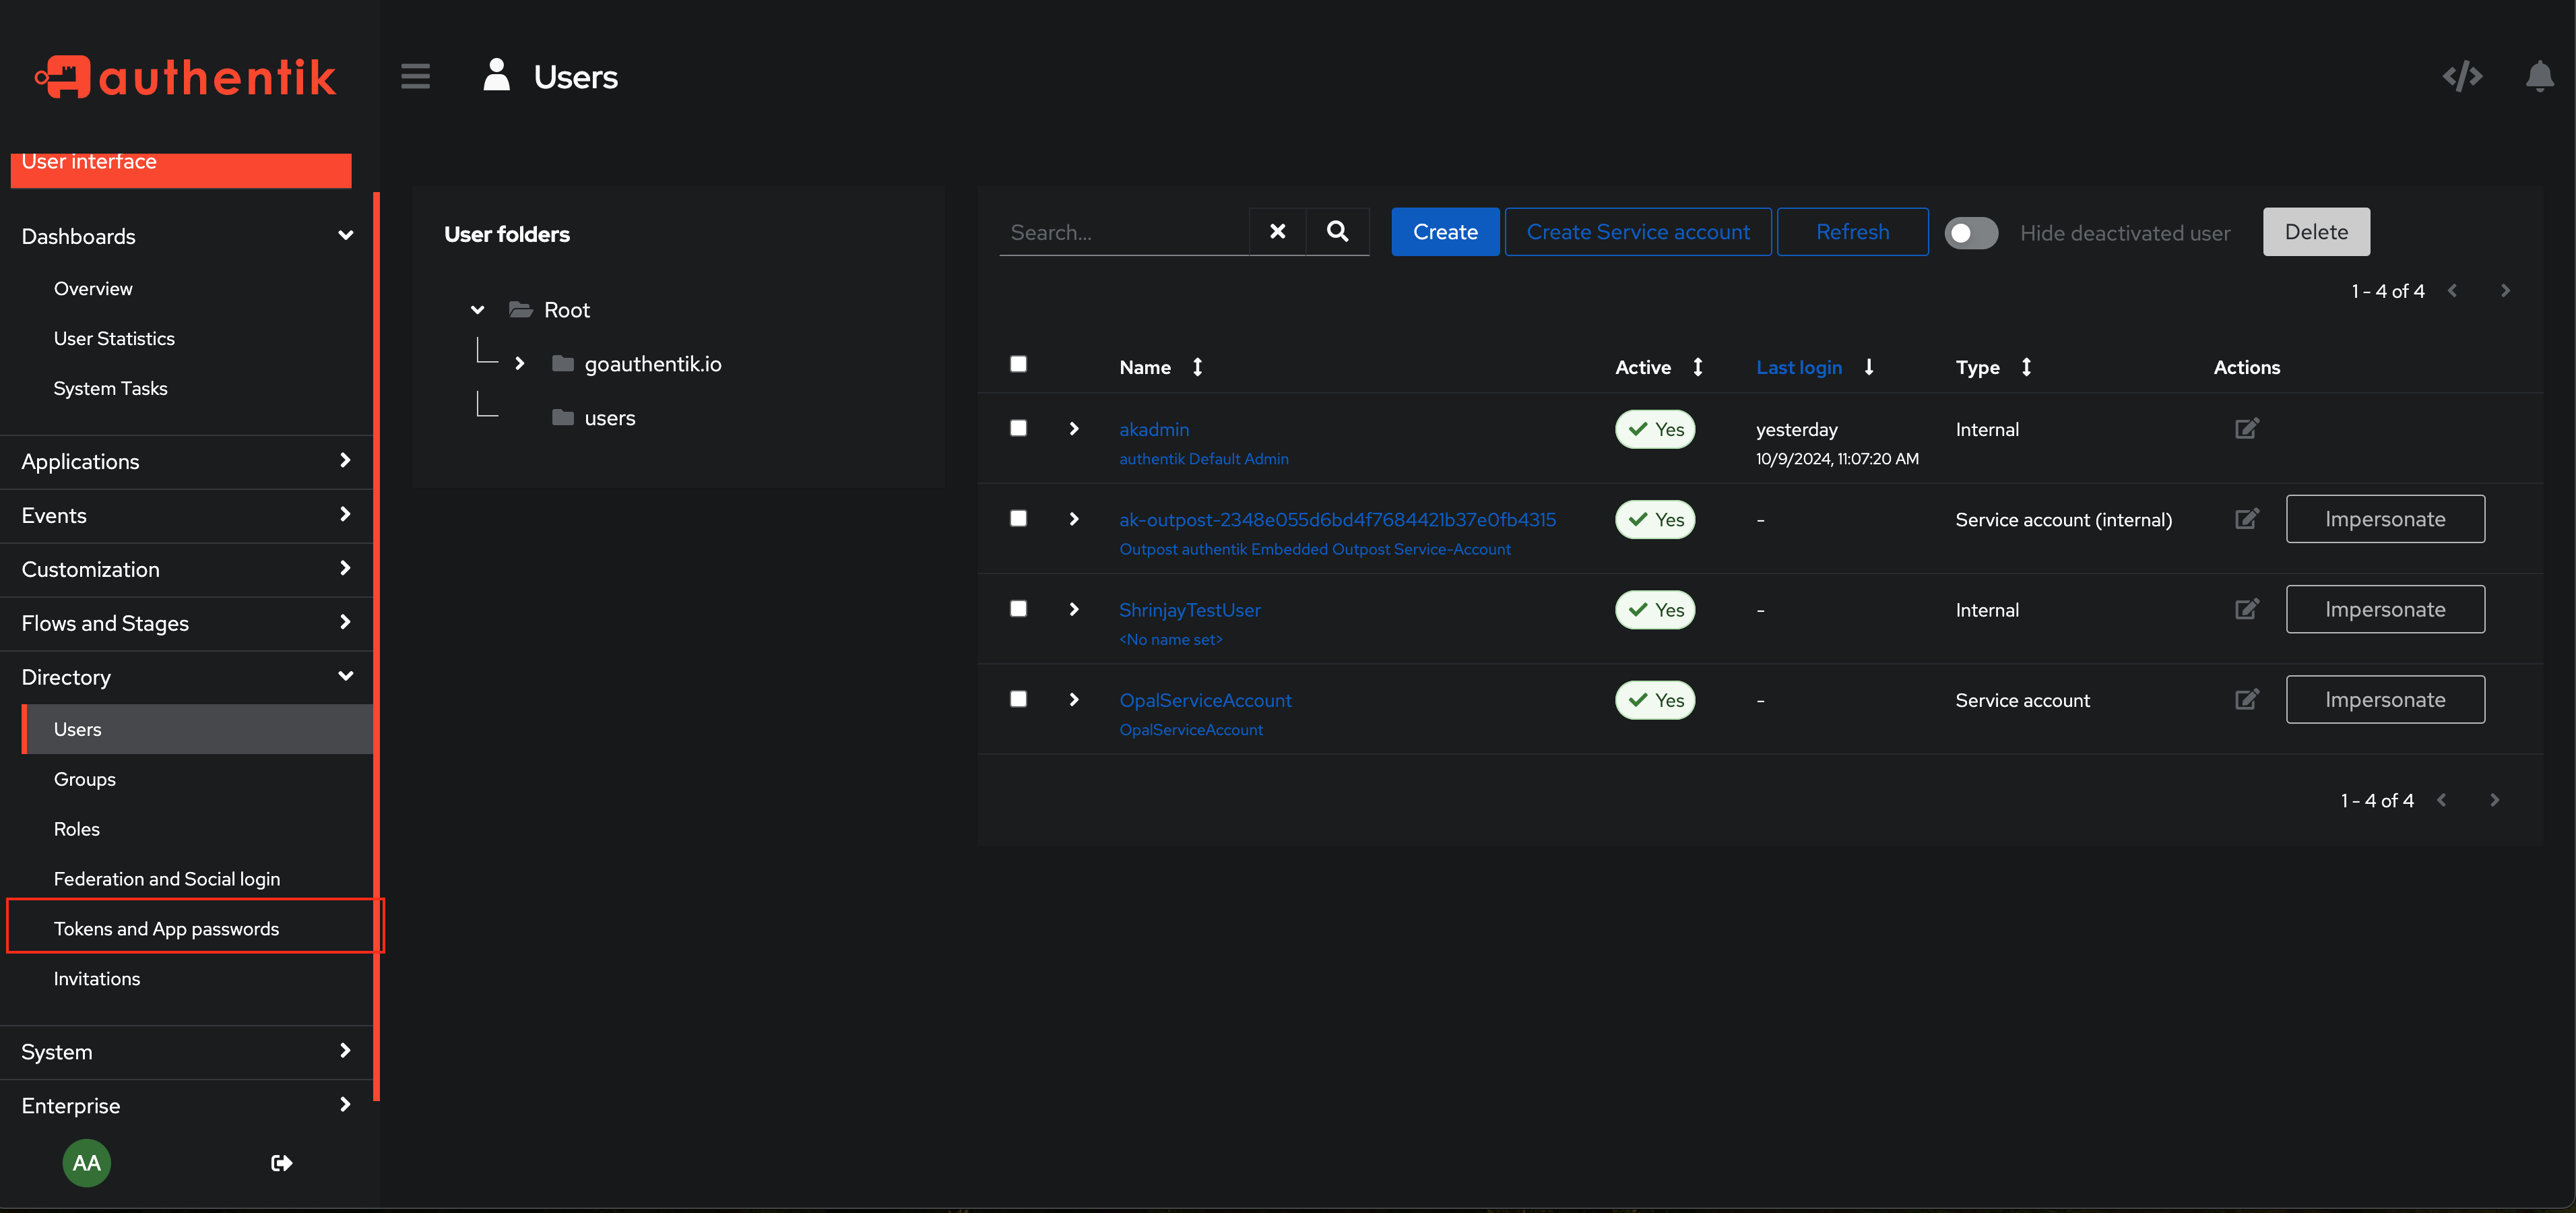 authentik
User interface
Dashboards
Overview
User Statistics
System Tasks
Applications
Events
Customization
Flows and Stages
Directory
Users
Groups
Roles
Federation and Social login
Tokens and App passwords
Invitations
System
Enterprise
AA
Users
User folders
Root
goauthentik.io
users
Search...
Create
Create Service account
Refresh
Hide deactivated user
Delete
1 - 4 of 4
Name Active Last login Type Actions
akadmin Yes yesterday Internal
authentik Default Admin 10/9/2024, 11:07:20 AM
ak-outpost-2348e055d6bd4f7684421b37e0fb4315 Yes - Service account (internal) Impersonate
Outpost authentik Embedded Outpost Service-Account
ShrinjayTestUser Yes - Internal Impersonate
<No name set>
OpalServiceAccount Yes - Service account Impersonate
OpalServiceAccount
1 - 4 of 4